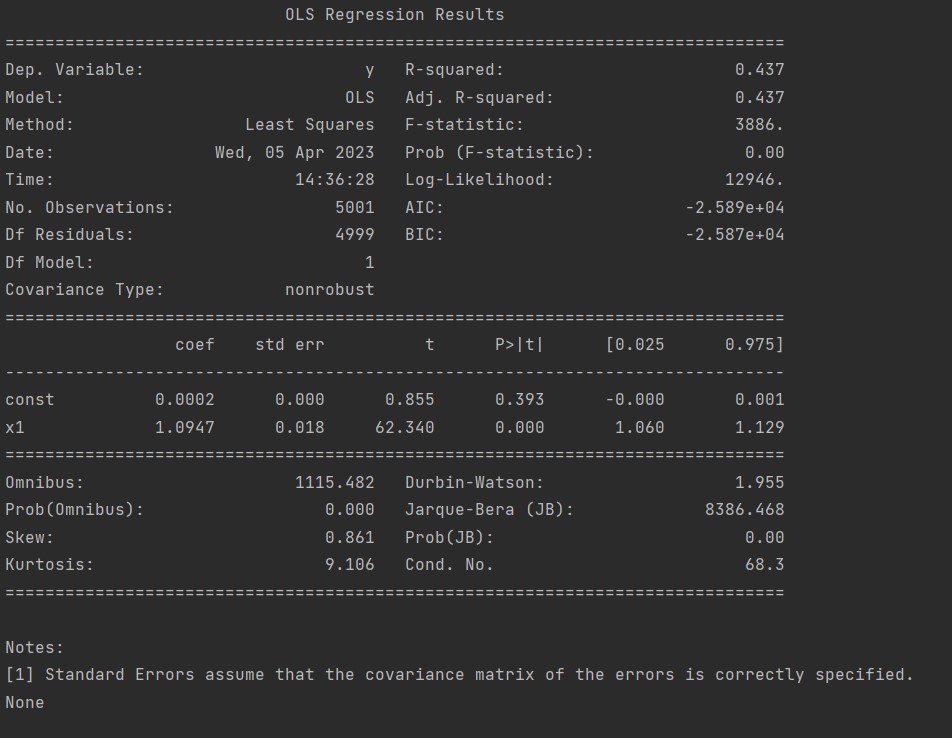 OLS Regression Results
==============================================================================
Dep. Variable:                      y   R-squared:                       0.437
Model:                            OLS   Adj. R-squared:                  0.437
Method:                 Least Squares   F-statistic:                     3886.
Date:                Wed, 05 Apr 2023   Prob (F-statistic):               0.00
Time:                        14:36:28   Log-Likelihood:                 12946.
No. Observations:                5001   AIC:                        -2.589e+04
Df Residuals:                    4999   BIC:                        -2.587e+04
Df Model:                           1
Covariance Type:            nonrobust
==============================================================================
                 coef    std err          t      P>|t|      [0.025      0.975]
------------------------------------------------------------------------------
const          0.0002      0.000      0.855      0.393      -0.000       0.001
x1             1.0947      0.018     62.340      0.000       1.060       1.129
==============================================================================
Omnibus:                     1115.482   Durbin-Watson:                   1.955
Prob(Omnibus):                  0.000   Jarque-Bera (JB):             8386.468
Skew:                           0.861   Prob(JB):                         0.00
Kurtosis:                       9.106   Cond. No.                         68.3
==============================================================================

Notes:
[1] Standard Errors assume that the covariance matrix of the errors is correctly specified.
None